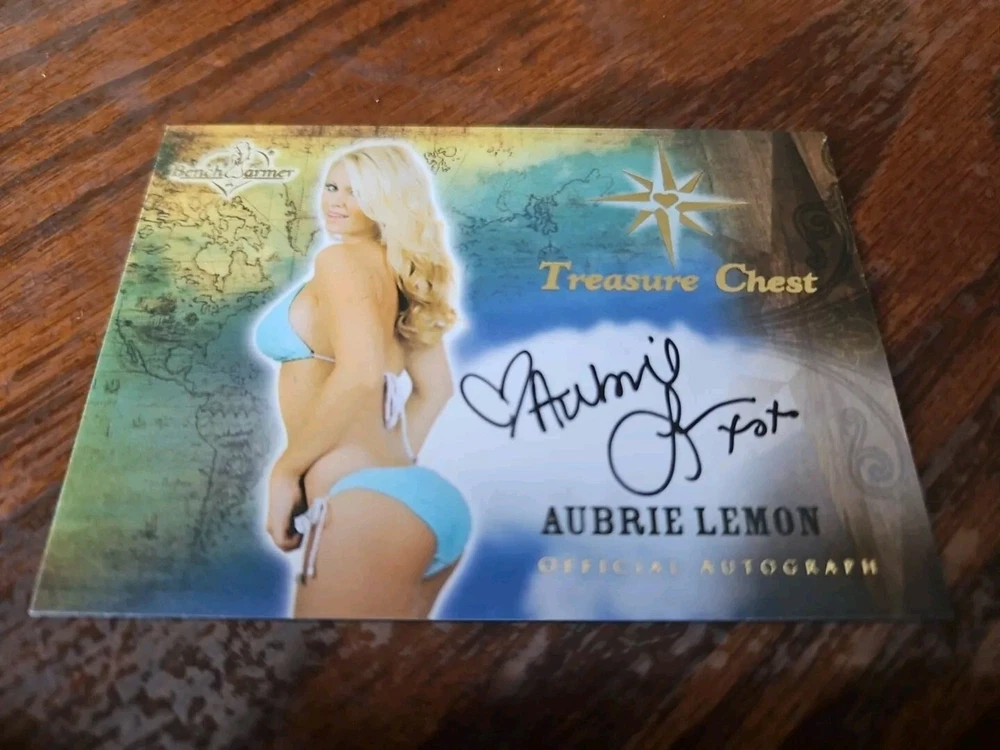 BenchWarmer
Treasure Chest
Aubrie
L xox
AUBRIE LEMON
OFFICIAL AUTOGRAPH